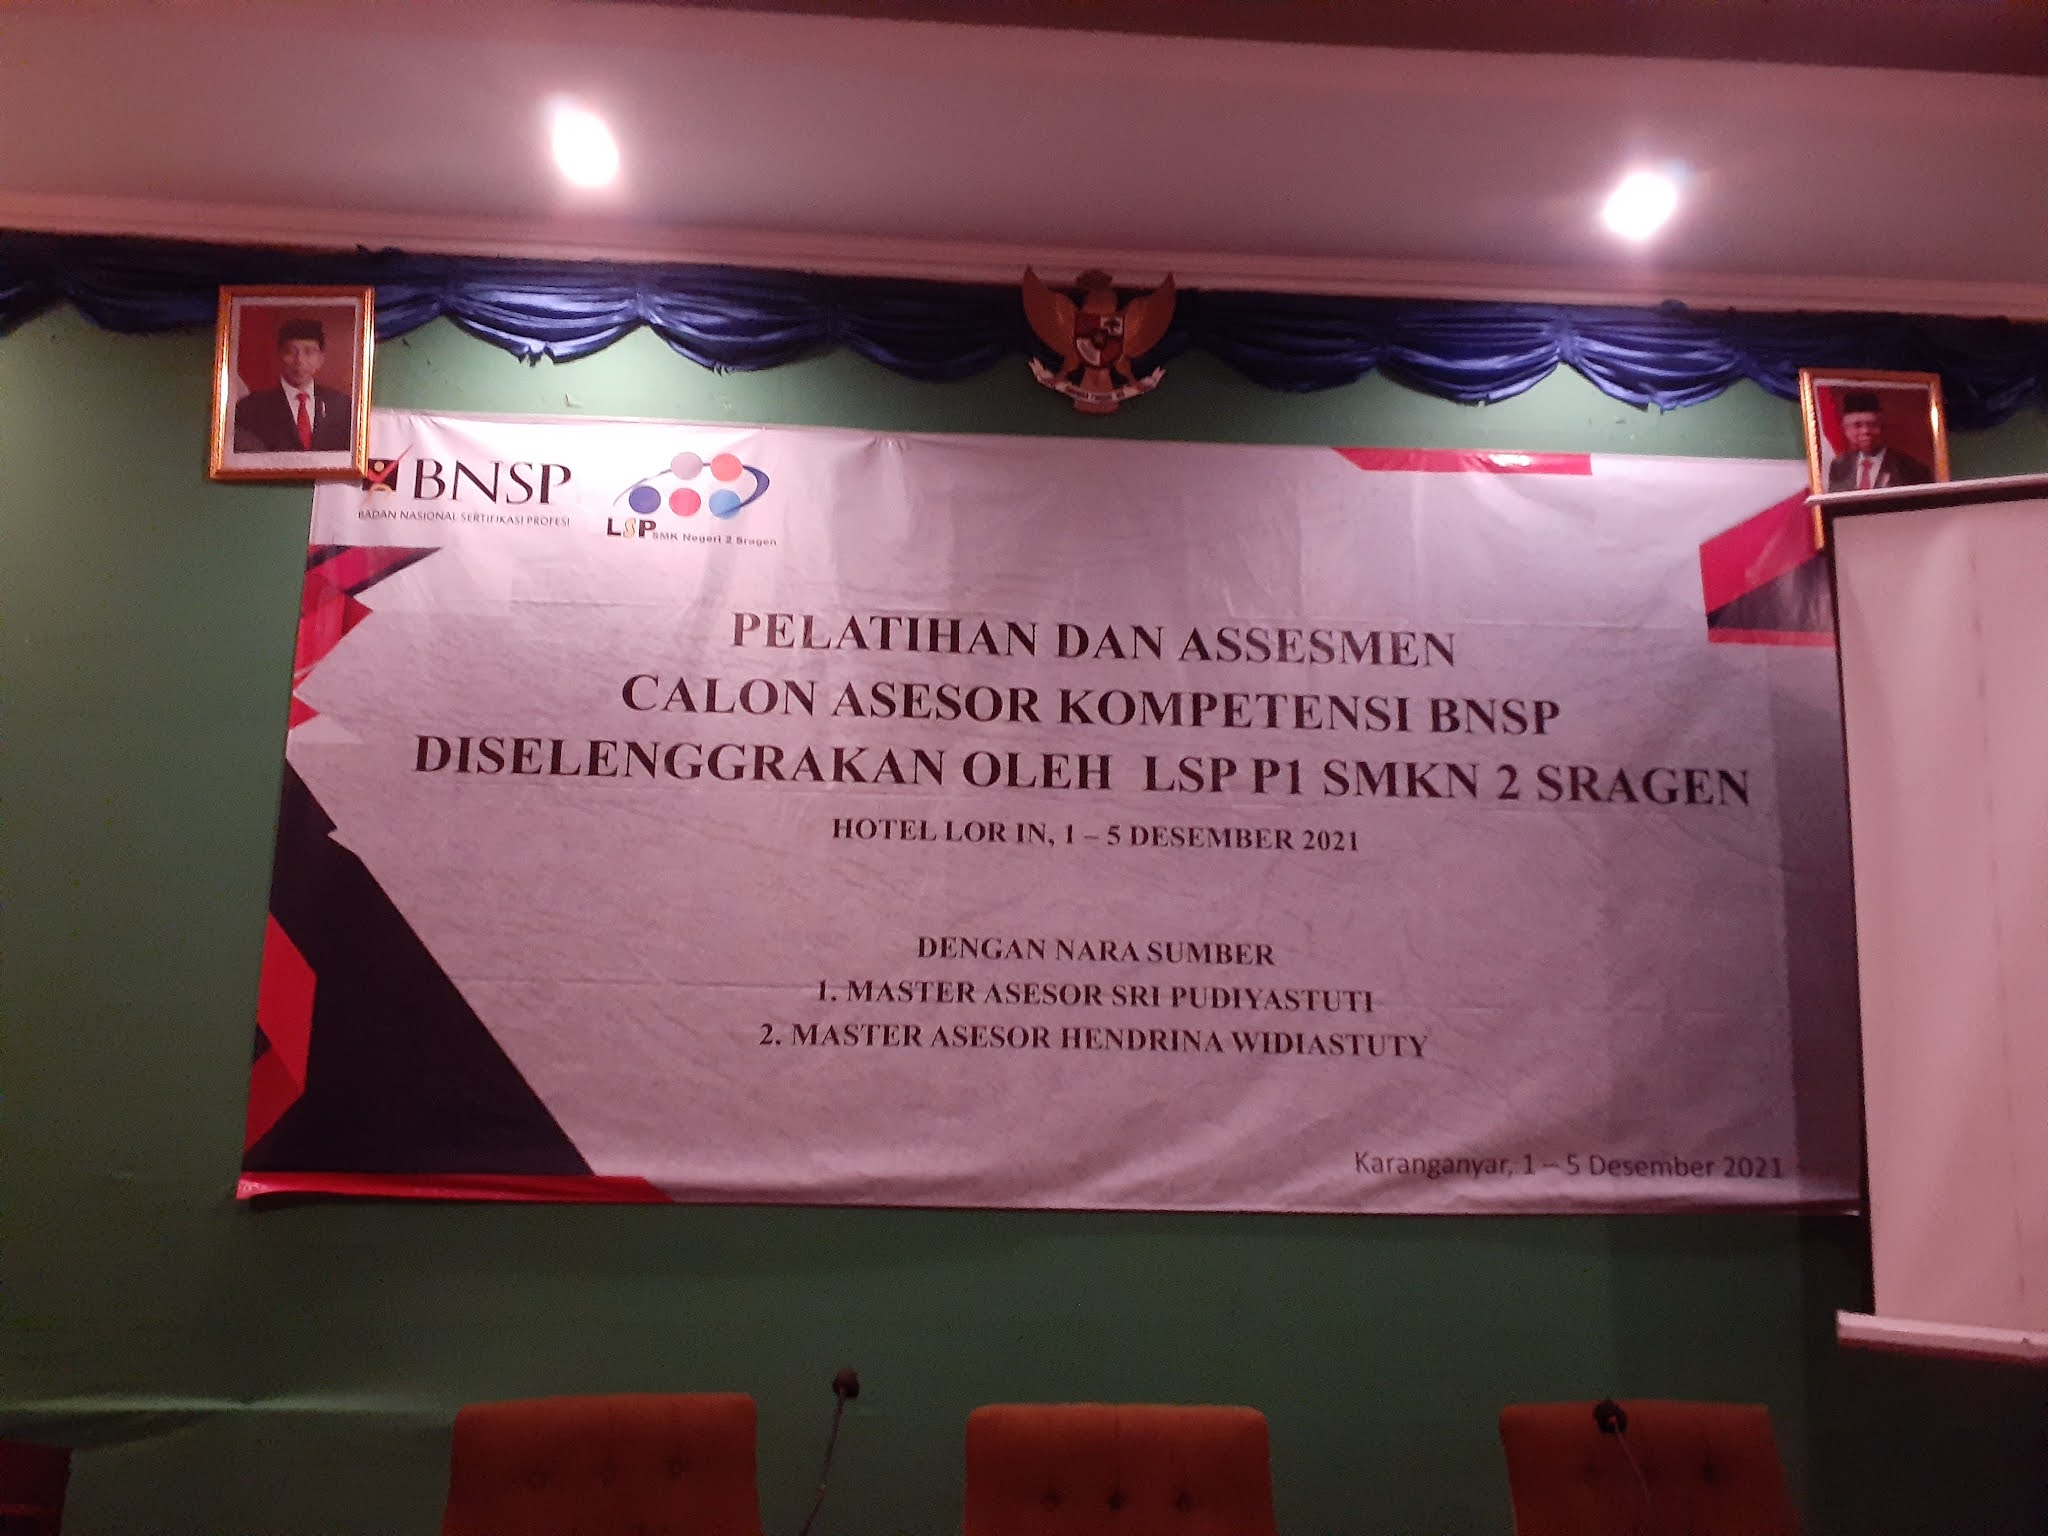 BNSP
BADAN NASIONAL SERTIFIKASI PROFESI
LSP SMK Negeri 2 Sragen
PELATIHAN DAN ASSESMEN
CALON ASESOR KOMPETENSI BNSP
DISELENGGRAKAN OLEH LSP P1 SMKN 2 SRAGEN
HOTEL LOR IN, 1 – 5 DESEMBER 2021
DENGAN NARA SUMBER
1. MASTER ASESOR SRI PUDIYASTUTI
2. MASTER ASESOR HENDRINA WIDIASTUTY
Karanganyar, 1 – 5 Desember 2021